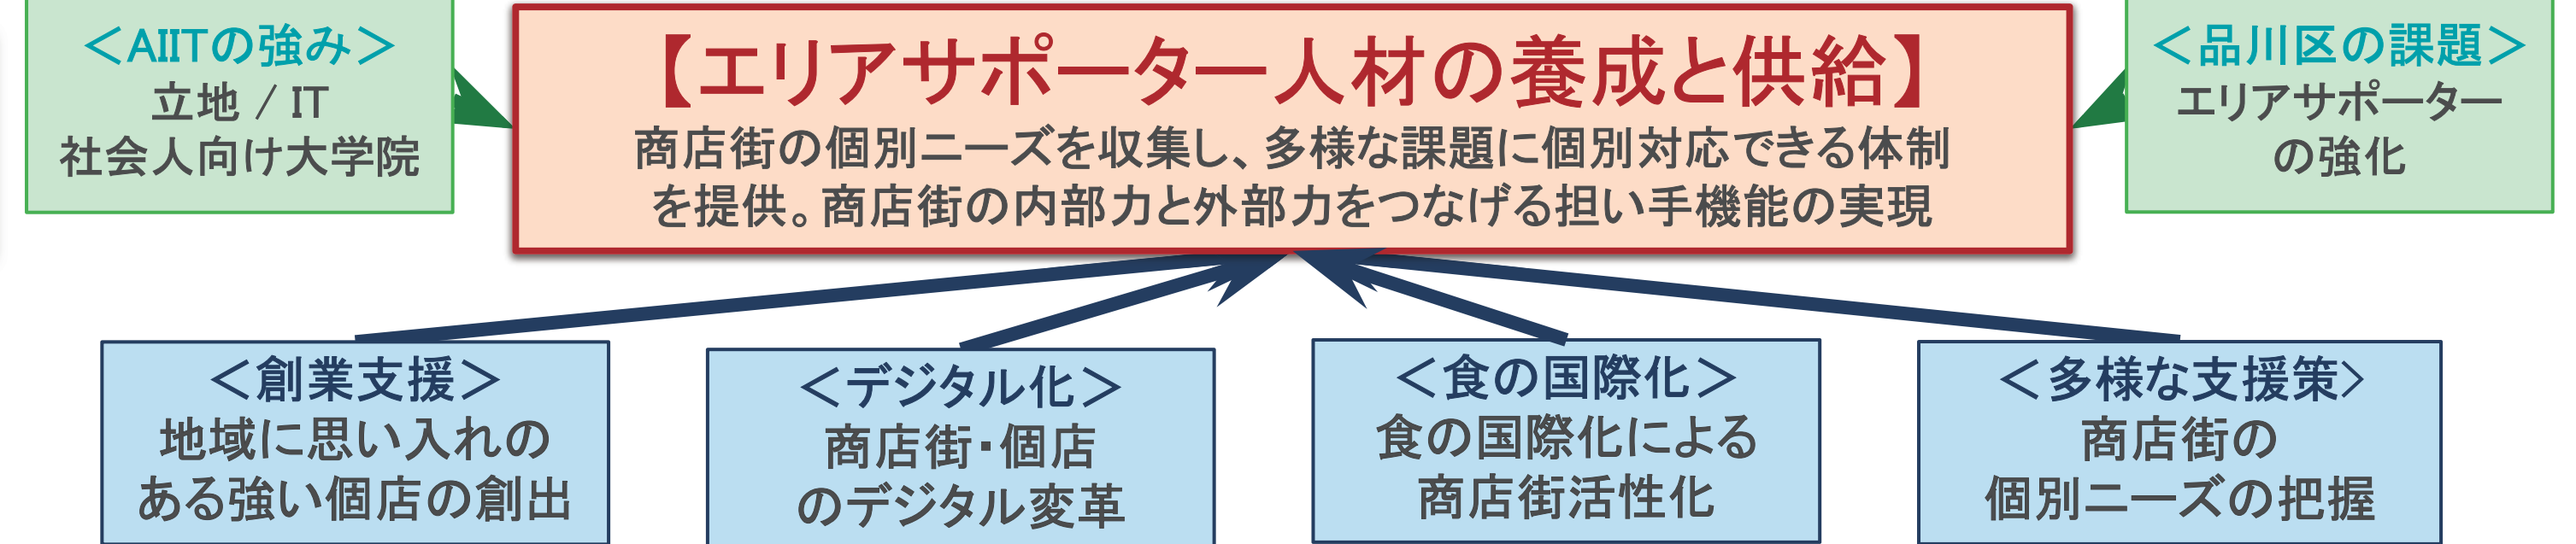 ＜AIITの強み＞
立地 / IT
社会人向け大学院
【エリアサポーター人材の養成と供給】
商店街の個別ニーズを収集し、多様な課題に個別対応できる体制
を提供。商店街の内部力と外部力をつなげる担い手機能の実現
＜品川区の課題＞
エリアサポーター
の強化
＜創業支援＞
地域に思い入れの
ある強い個店の創出
＜デジタル化＞
商店街・個店
のデジタル変革
＜食の国際化＞
食の国際化による
商店街活性化
＜多様な支援策>
商店街の
個別ニーズの把握